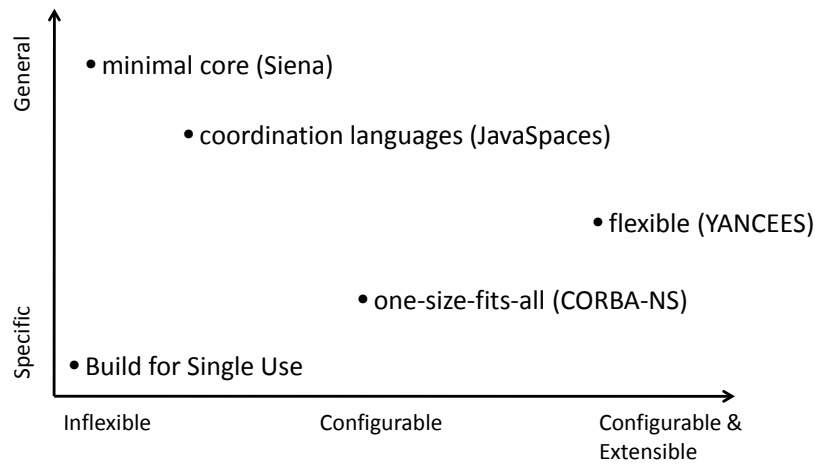 General
minimal core (Siena)
coordination languages (JavaSpaces)
flexible (YANCEES)
one-size-fits-all (CORBA-NS)
Specific
Build for Single Use
Inflexible
Configurable
Configurable &
Extensible